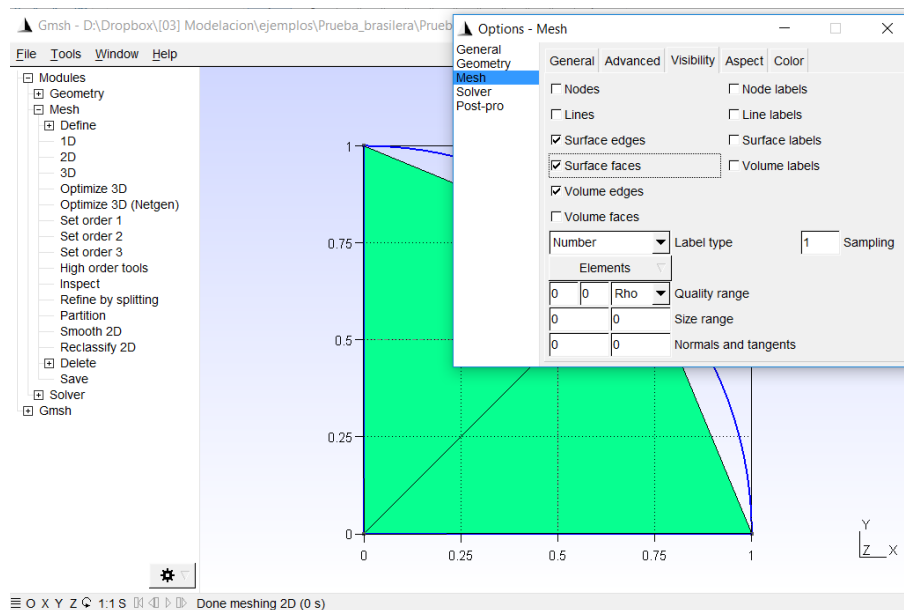 Gmsh - D:\Dropbox\[03] Modelacion\ejemplos\Prueba_brasilera\Prueb
File Tools Window Help
Modules
Geometry
Mesh
Define
1D
2D
3D
Optimize 3D
Optimize 3D (Netgen)
Set order 1
Set order 2
Set order 3
High order tools
Inspect
Refine by splitting
Partition
Smooth 2D
Reclassify 2D
Delete
Save
Solver
Gmsh
Options - Mesh
General
Geometry
Mesh
Solver
Post-pro
General Advanced Visibility Aspect Color
Nodes Node labels
Lines Line labels
Surface edges Surface labels
Surface faces Volume labels
Volume edges
Volume faces
Number Label type 1 Sampling
Elements
0 0 Rho Quality range
0 0 Size range
0 0 Normals and tangents
1
0.75
0.5
0.25
0
0 0.25 0.5 0.75 1
Y
Z X
O X Y Z 1:1 S Done meshing 2D (0 s)